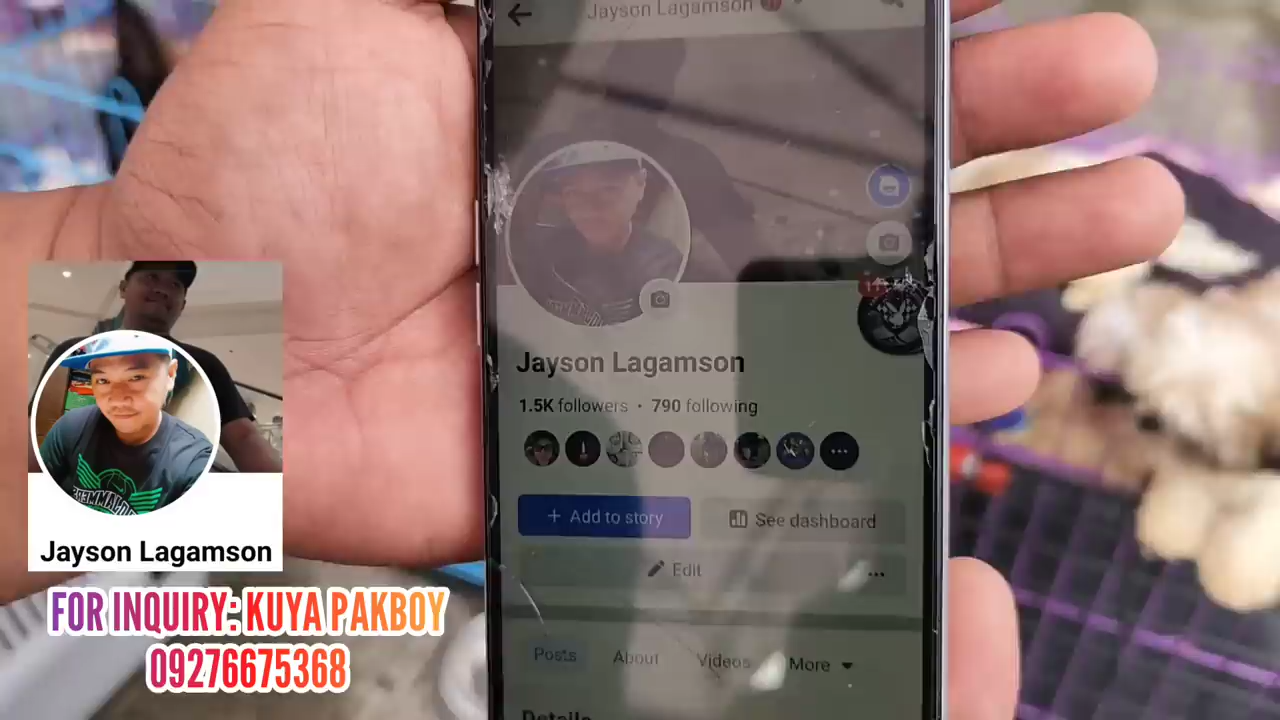 Jayson Lagamson
Jayson Lagamson
1.5K followers • 790 following
+ Add to story
See dashboard
Edit
...
Posts
About
Videos
More
Details
Jayson Lagamson
FOR INQUIRY: KUYA PAKBOY
09276675368